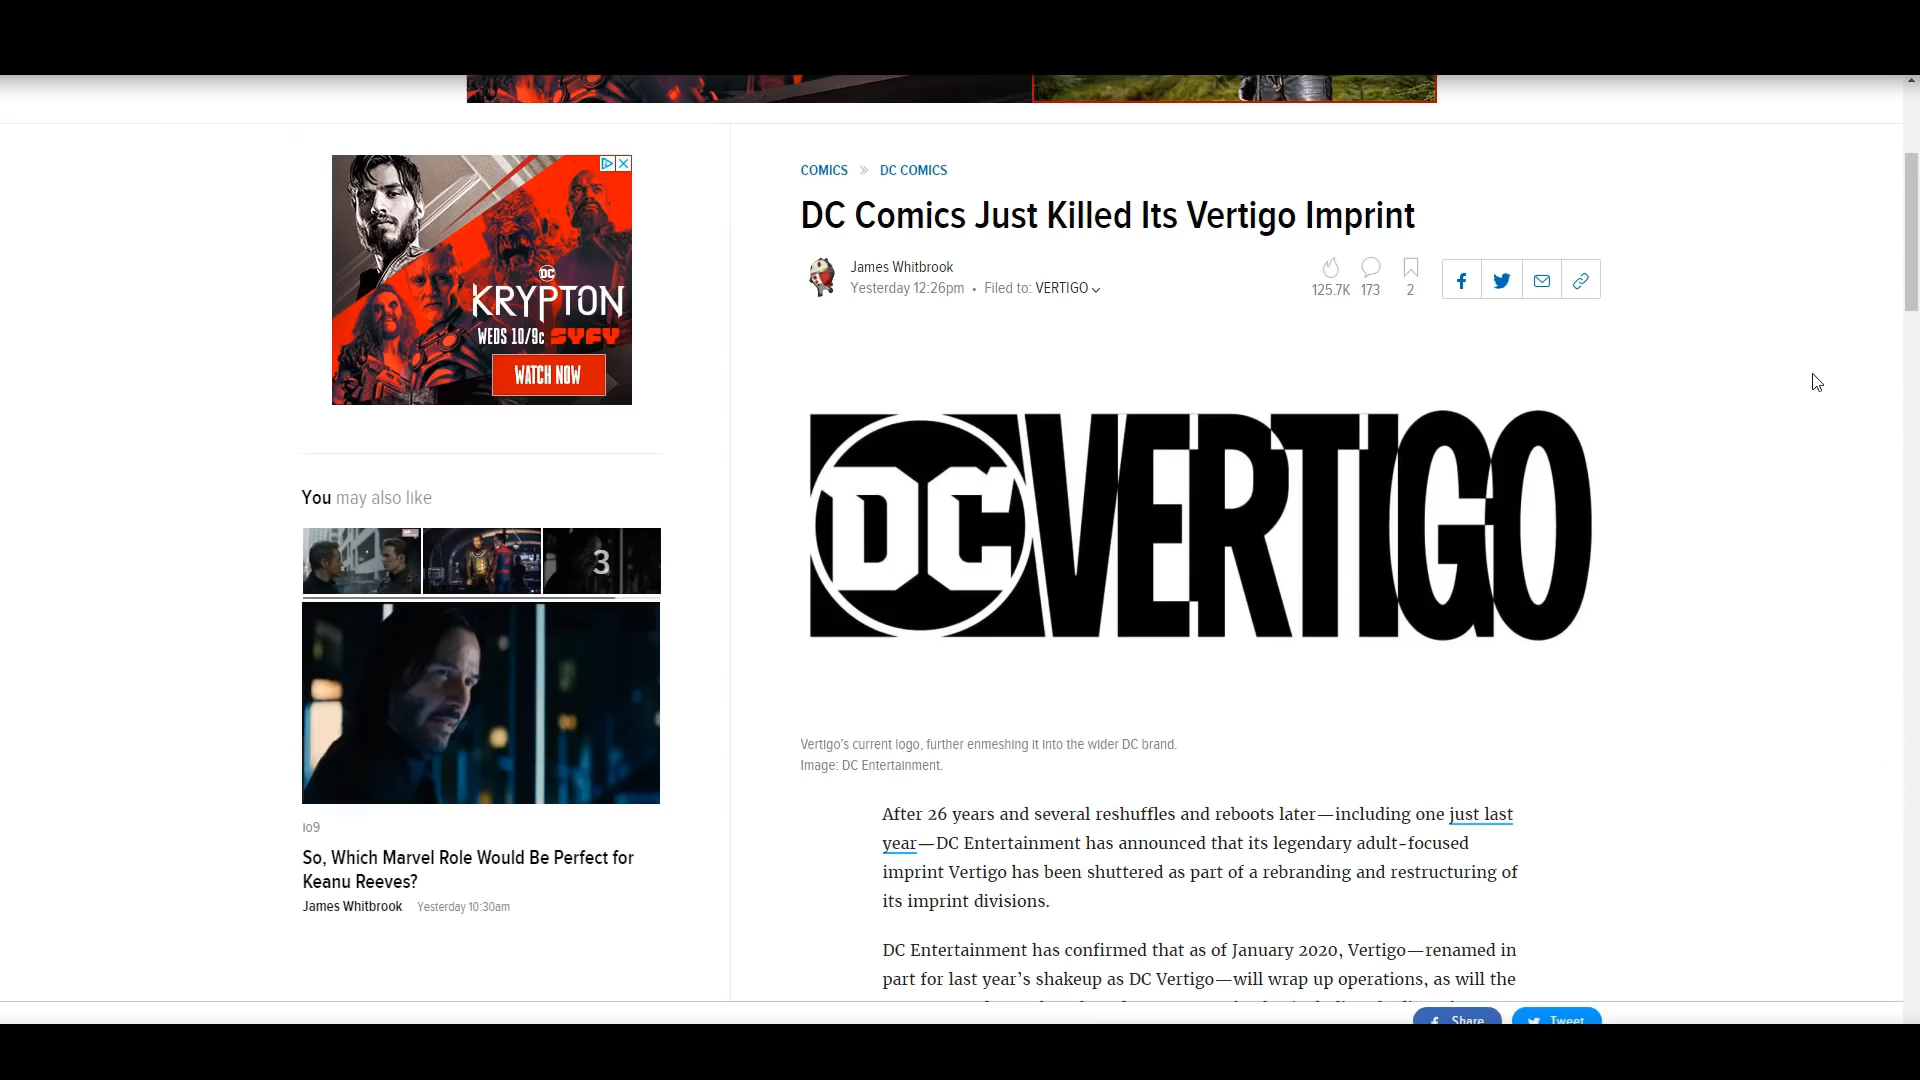 DC
KRYPTON
WEDS 10/9c SYFY
WATCH NOW
You may also like
3
io9
So, Which Marvel Role Would Be Perfect for
Keanu Reeves?
James Whitbrook Yesterday 10:30am
COMICS » DC COMICS
DC Comics Just Killed Its Vertigo Imprint
James Whitbrook
Yesterday 12:26pm • Filed to: VERTIGO
125.7K 173 2
DC VERTIGO
Vertigo's current logo, further enmeshing it into the wider DC brand.
Image: DC Entertainment.
After 26 years and several reshuffles and reboots later—including one just last
year—DC Entertainment has announced that its legendary adult-focused
imprint Vertigo has been shuttered as part of a rebranding and restructuring of
its imprint divisions.
DC Entertainment has confirmed that as of January 2020, Vertigo—renamed in
part for last year's shakeup as DC Vertigo—will wrap up operations, as will the
Share Tweet